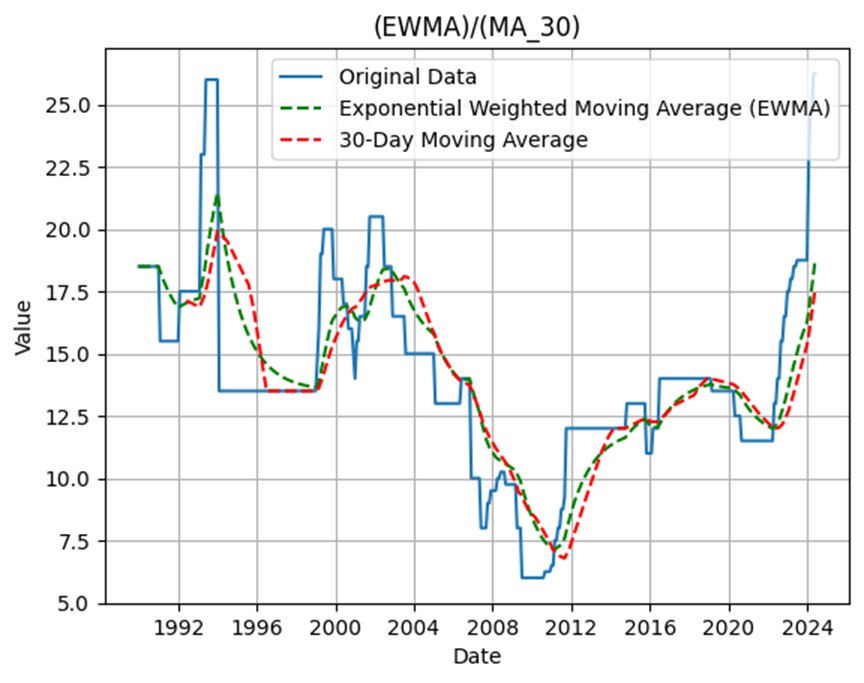 (EWMA)/(MA_30)
Original Data
Exponential Weighted Moving Average (EWMA)
30-Day Moving Average
25.0
22.5
20.0
17.5
15.0
12.5
10.0
7.5
5.0
Value
1992 1996 2000 2004 2008 2012 2016 2020 2024
Date